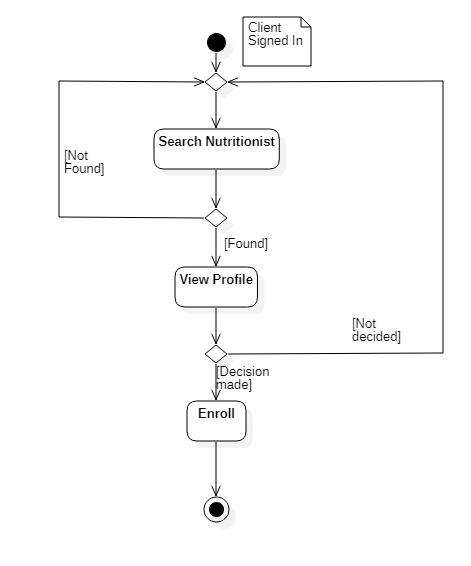 Client
Signed In
Search Nutritionist
[Not
Found]
[Found]
View Profile
[Not
decided]
[Decision
made]
Enroll